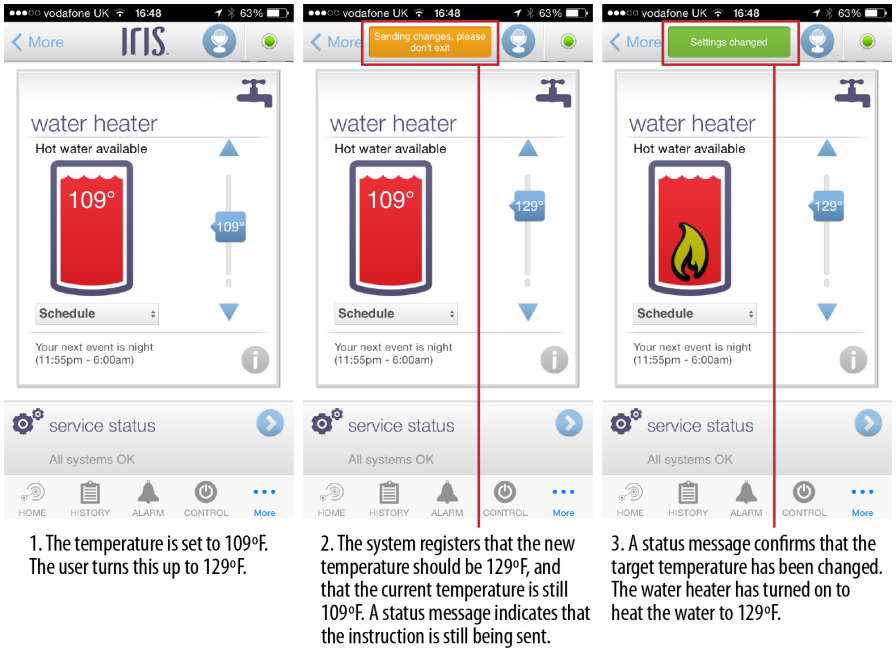 ●●●○○ vodafone UK 16:48 63%
More
IRIS™
water heater
Hot water available
109°
109°
Schedule
Your next event is night
(11:55pm - 6:00am)
i
service status
All systems OK
HOME HISTORY ALARM CONTROL More
1. The temperature is set to 109ºF.
The user turns this up to 129ºF.
●●●○○ vodafone UK 16:48 63%
More
Sending changes, please
don't exit
water heater
Hot water available
109°
129°
Schedule
Your next event is night
(11:55pm - 6:00am)
i
service status
All systems OK
HOME HISTORY ALARM CONTROL More
2. The system registers that the new
temperature should be 129ºF, and
that the current temperature is still
109ºF. A status message indicates that
the instruction is still being sent.
●●●○○ vodafone UK 16:48 63%
More
Settings changed
water heater
Hot water available
129°
Schedule
Your next event is night
(11:55pm - 6:00am)
i
service status
All systems OK
HOME HISTORY ALARM CONTROL More
3. A status message confirms that the
target temperature has been changed.
The water heater has turned on to
heat the water to 129ºF.